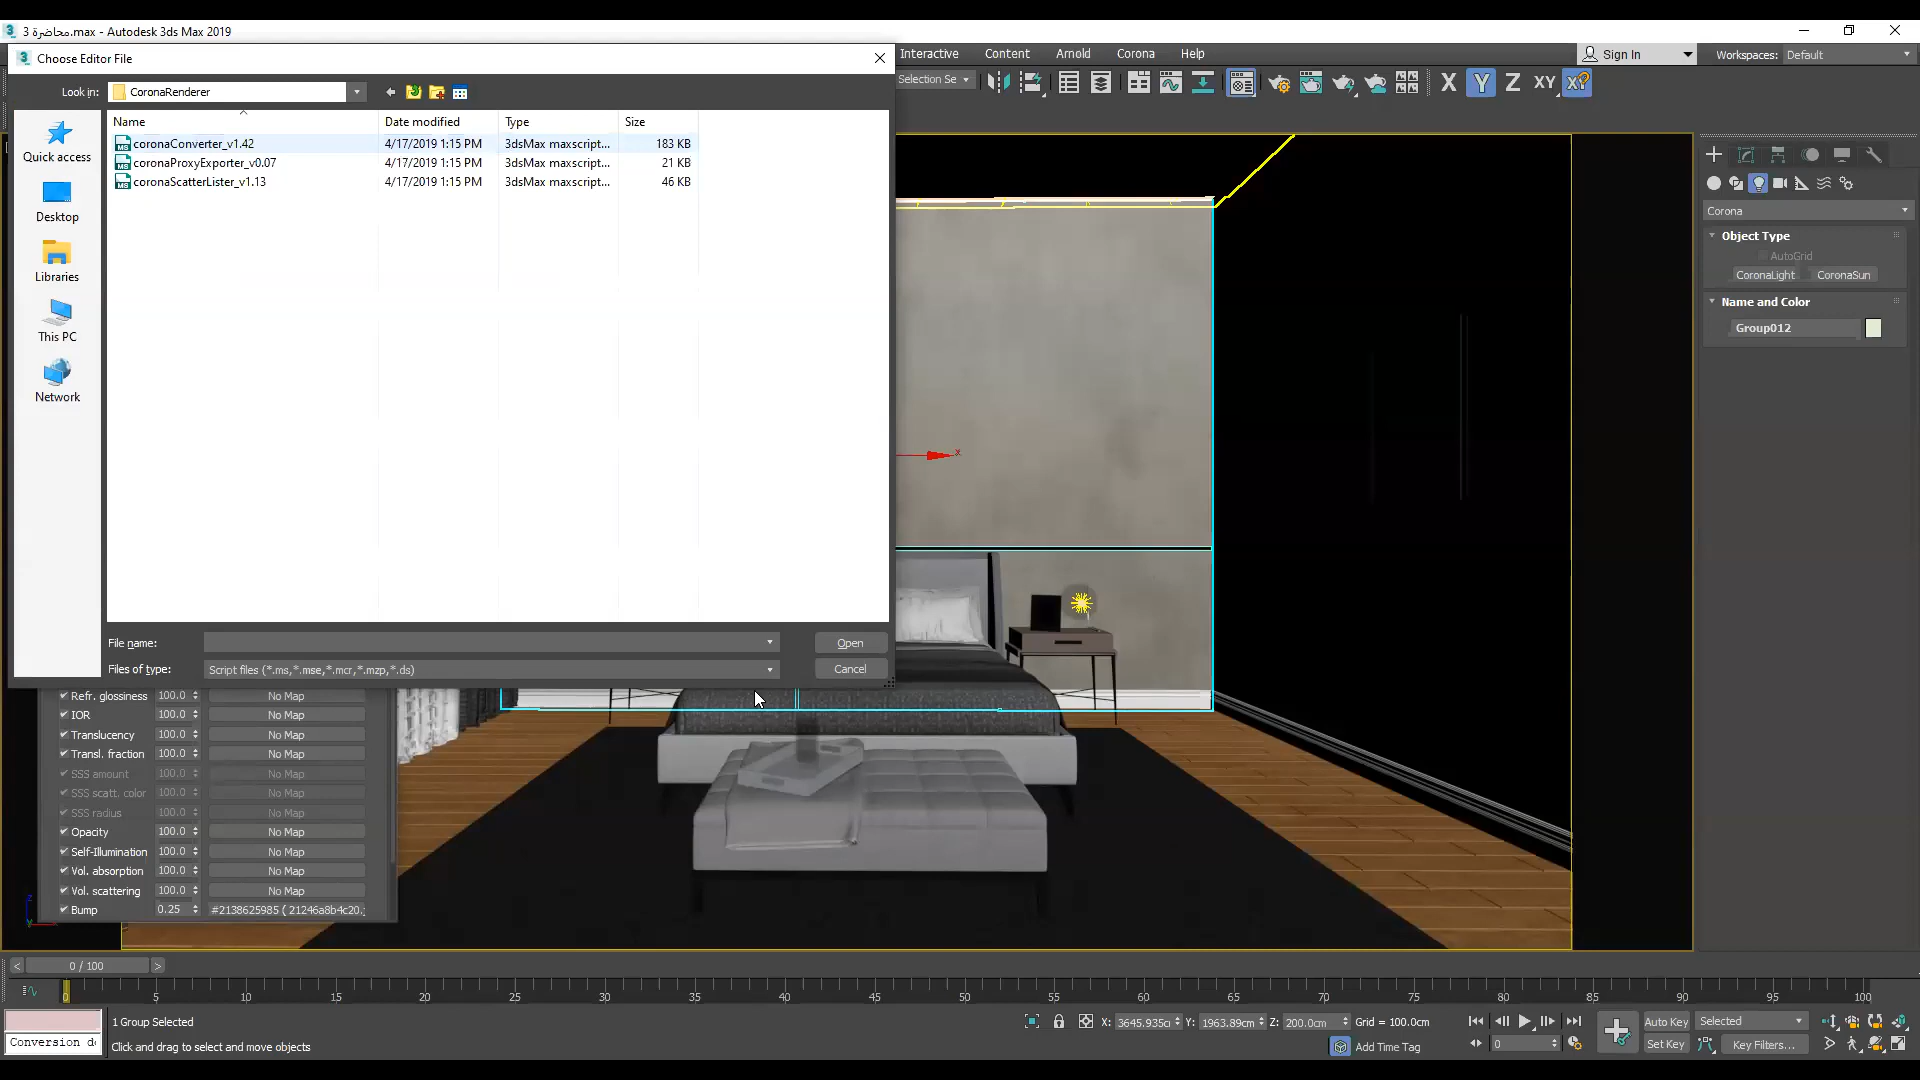 محاضرة 3.max - Autodesk 3ds Max 2019
Choose Editor File
Interactive Content Arnold Corona Help
Sign In Workspaces: Default
Look in: CoronaRenderer
Selection Se
X Y Z XY
Name Date modified Type Size
coronaConverter_v1.42 4/17/2019 1:15 PM 3dsMax maxscript... 183 KB
coronaProxyExporter_v0.07 4/17/2019 1:15 PM 3dsMax maxscript... 21 KB
coronaScatterLister_v1.13 4/17/2019 1:15 PM 3dsMax maxscript... 46 KB
Quick access
Desktop
Libraries
This PC
Network
Corona
Object Type
AutoGrid
CoronaLight CoronaSun
Name and Color
Group012
x
File name: Open
Files of type: Script files (*.ms,*.mse,*.mcr,*.mzp,*.ds) Cancel
Refr. glossiness 100.0 No Map
IOR 100.0 No Map
Translucency 100.0 No Map
Transl. fraction 100.0 No Map
SSS amount 100.0 No Map
SSS scatt. color 100.0 No Map
SSS radius 100.0 No Map
Opacity 100.0 No Map
Self-Illumination 100.0 No Map
Vol. absorption 100.0 No Map
Vol. scattering 100.0 No Map
Bump 0.25 #2138625985 ( 21246a8b4c20.
< 0 / 100 >
0 5 10 15 20 25 30 35 40 45 50 55 60 65 70 75 80 85 90 95 100
1 Group Selected
X: 3645.935c Y: 1963.89cm Z: 200.0cm Grid = 100.0cm
Auto Key Selected
Conversion d
Click and drag to select and move objects
Add Time Tag
0
Set Key Key Filters...